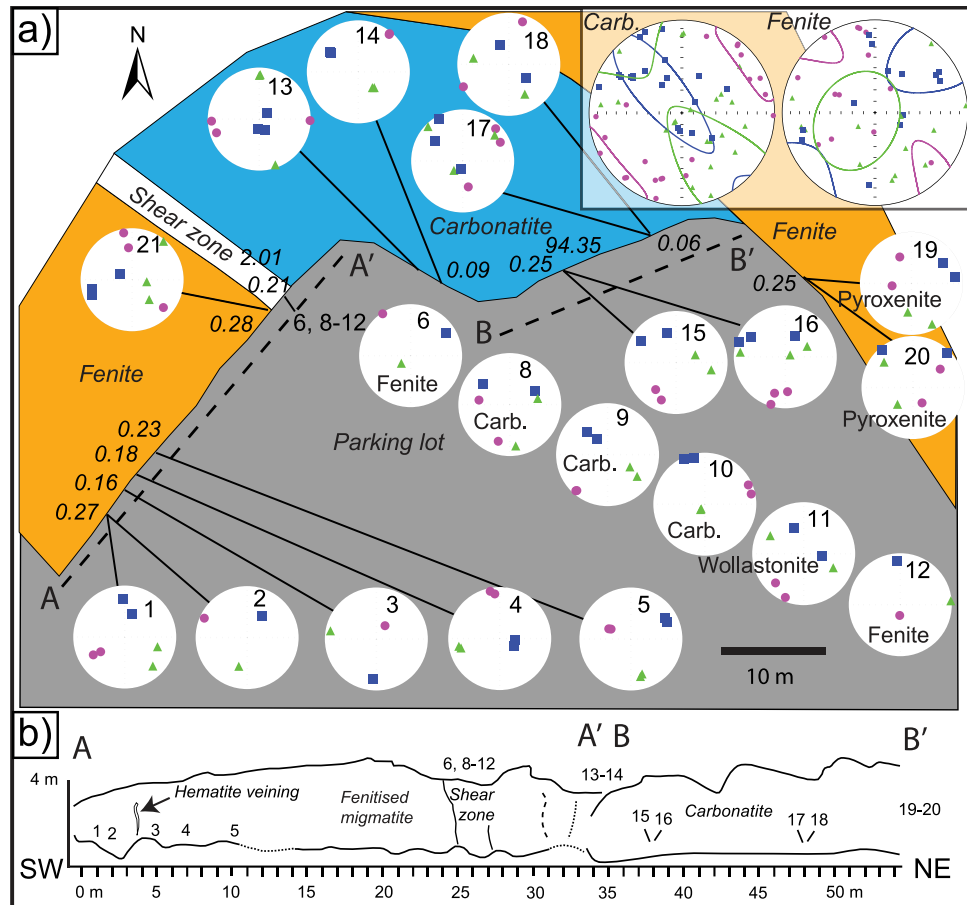 a)
N
Carb.
Fenite
14
18
13
17
Shear zone
Carbonatite
Fenite
21
2.01
0.21
A'
0.09
0.25
94.35
0.06
B'
0.25
19
Pyroxenite
0.28
6, 8-12
B
6
Fenite
8
Carb.
15
16
20
Pyroxenite
Fenite
Parking lot
9
Carb.
10
Carb.
0.23
0.18
0.16
0.27
11
Wollastonite
12
Fenite
A
1
2
3
4
5
10 m
b)
A
A' B
B'
4 m
Hematite veining
Fenitised
migmatite
6, 8-12
Shear
zone
13-14
15
16
Carbonatite
17
18
19-20
1
2
3
4
5
SW
NE
0 m 5 10 15 20 25 30 35 40 45 50 m